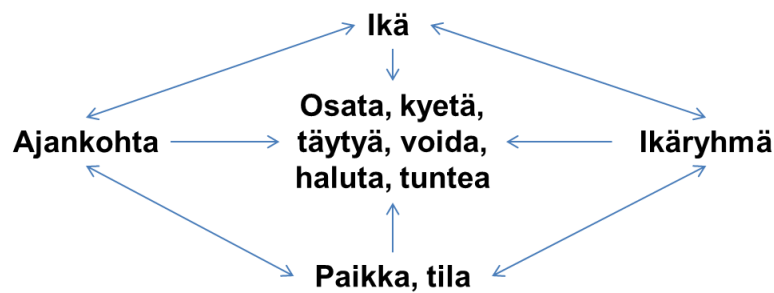 Ikä
Osata, kyetä,
Ajankohta
täytyä, voida,
Ikäryhmä
haluta, tuntea
Paikka, tila